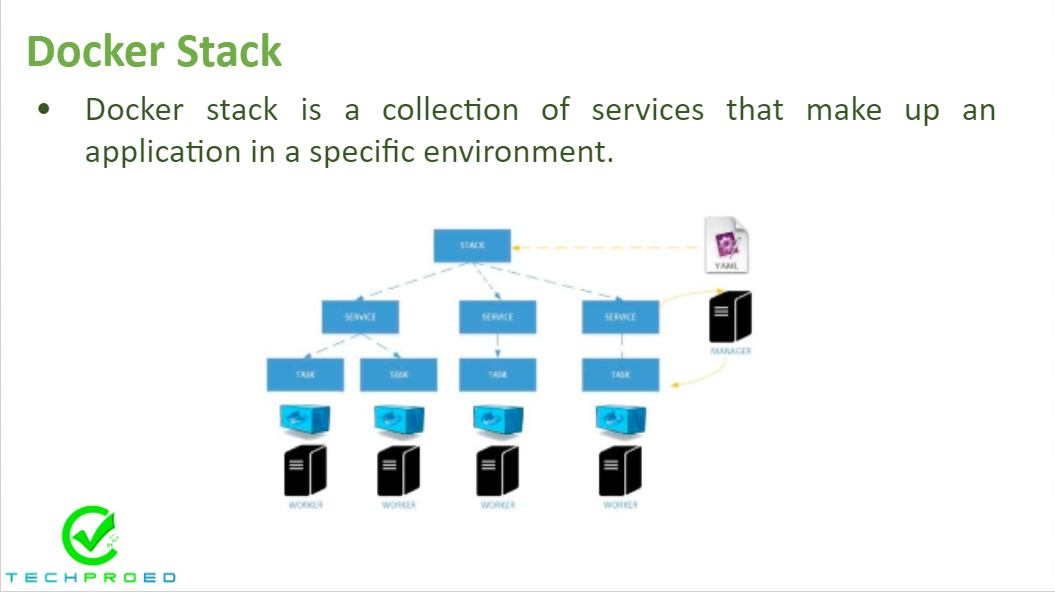 Docker Stack
• Docker stack is a collection of services that make up an
application in a specific environment.
STACK
YAML
SERVICE
SERVICE
SERVICE
MANAGER
TASK
TASK
TASK
TASK
WORKER
WORKER
WORKER
WORKER
TECHPROED